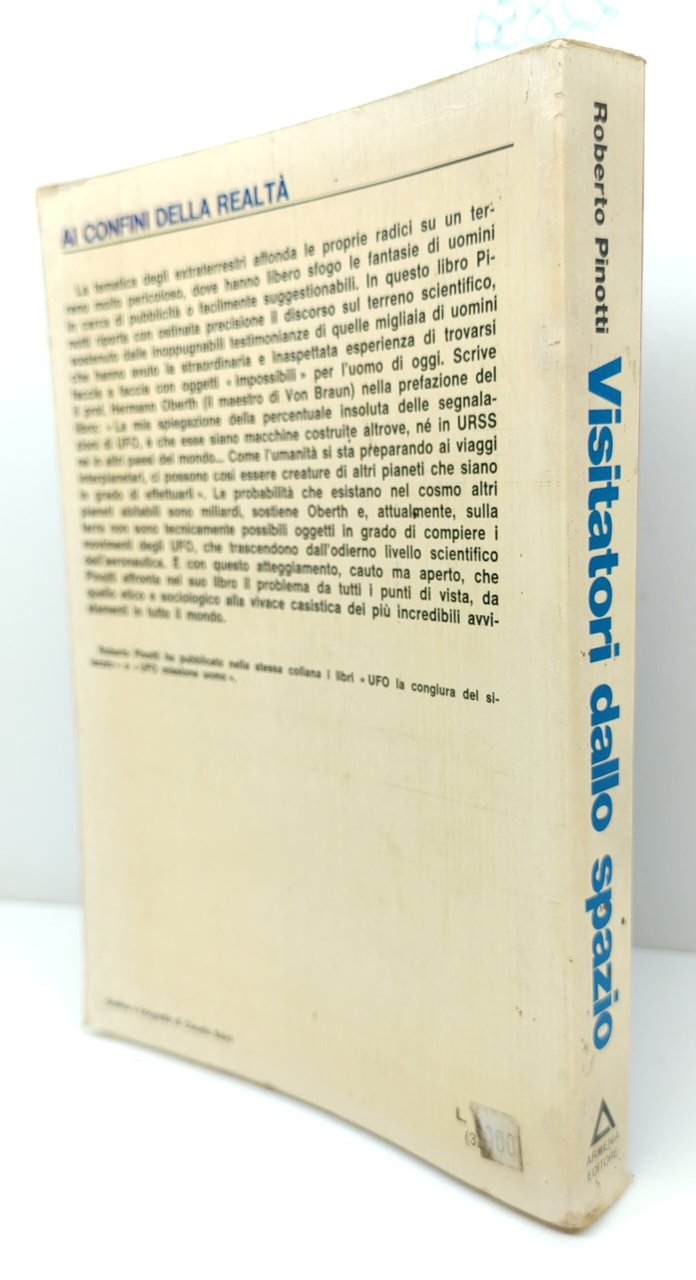 AI CONFINI DELLA REALTÀ
La tematica degli extraterrestri affonda le proprie radici su un ter-
reno molto pericoloso, dove hanno libero sfogo le fantasie di uomini
in cerca di pubblicità o facilmente suggestionabili. In questo libro Pi-
notti riporta con ostinata precisione il discorso sul terreno scientifico,
sostenuto dalle inoppugnabili testimonianze di quelle migliaia di uomini
che hanno avuto la straordinaria e inaspettata esperienza di trovarsi
faccia a faccia con oggetti « impossibili » per l'uomo di oggi. Scrive
il prof. Hermann Oberth (il maestro di Von Braun) nella prefazione del
libro: « La mia spiegazione della percentuale insoluta delle segnala-
zioni di UFO, è che esse siano macchine costruite altrove, né in URSS
né in altri paesi del mondo... Come l'umanità si sta preparando ai viaggi
interplanetari, ci possono così essere creature di altri pianeti che siano
in grado di effettuarli ». Le probabilità che esistano nel cosmo altri
pianeti abitabili sono miliardi, sostiene Oberth e, attualmente, sulla
terra non sono tecnicamente possibili oggetti in grado di compiere i
movimenti degli UFO, che trascendono dall'odierno livello scientifico
dell'aeronautica. È con questo atteggiamento, cauto ma aperto, che
Pinotti affronta nel suo libro il problema da tutti i punti di vista, da
quello etico e sociologico alla vivace casistica dei più incredibili avvi-
stamenti in tutto il mondo.
Roberto Pinotti ha pubblicato nella stessa collana i libri « UFO la congiura del si-
lenzio » e « UFO missione uomo ».
Grafica e fotografie di
L. 000
(3
Roberto Pinotti
Visitatori dallo spazio
ARMENIA
EDITORE